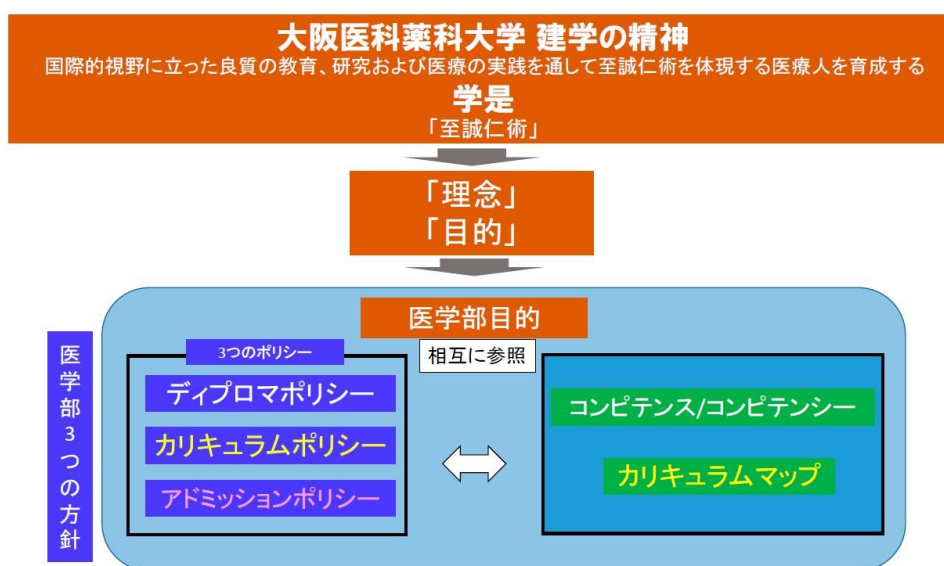 大阪医科薬科大学 建学の精神
国際的視野に立った良質の教育、研究および医療の実践を通して至誠仁術を体現する医療人を育成する
学是
「至誠仁術」
「理念」
「目的」
医学部目的
医学部3つの方針
3つのポリシー
相互に参照
ディプロマポリシー
カリキュラムポリシー
アドミッションポリシー
コンピテンス/コンピテンシー
カリキュラムマップ